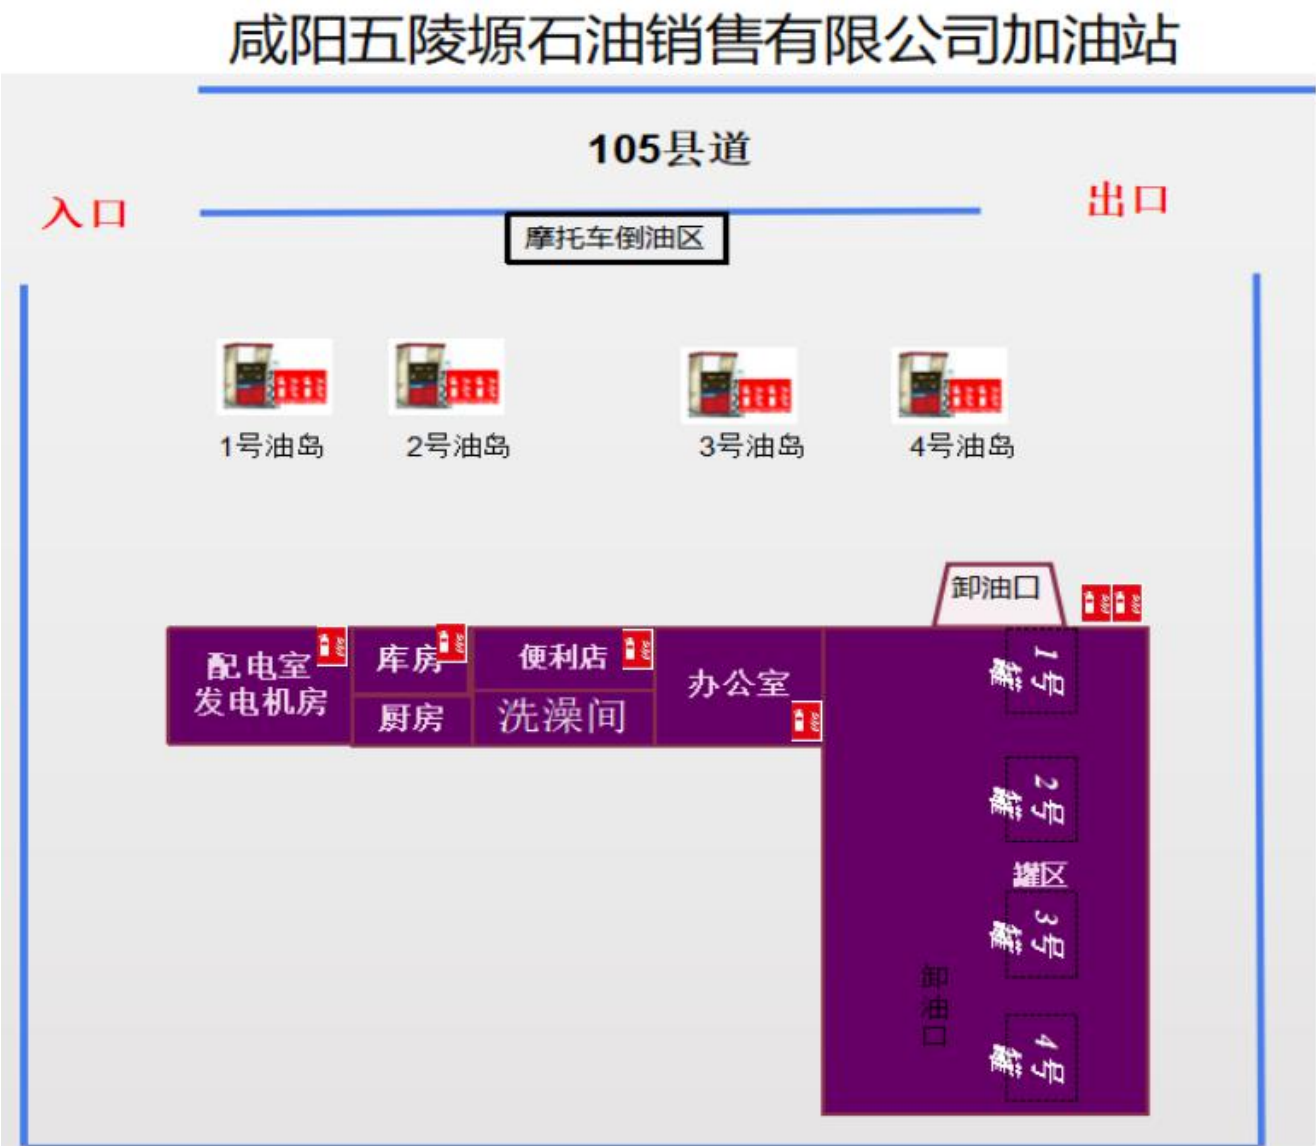 咸阳五陵塬石油销售有限公司加油站
105县道
入口
出口
摩托车倒油区
1号油岛
2号油岛
3号油岛
4号油岛
卸油口
配电室
发电机房
库房
便利店
办公室
厨房
洗澡间
1号
罐
2号
罐
罐区
3号
罐
卸油口
4号
罐